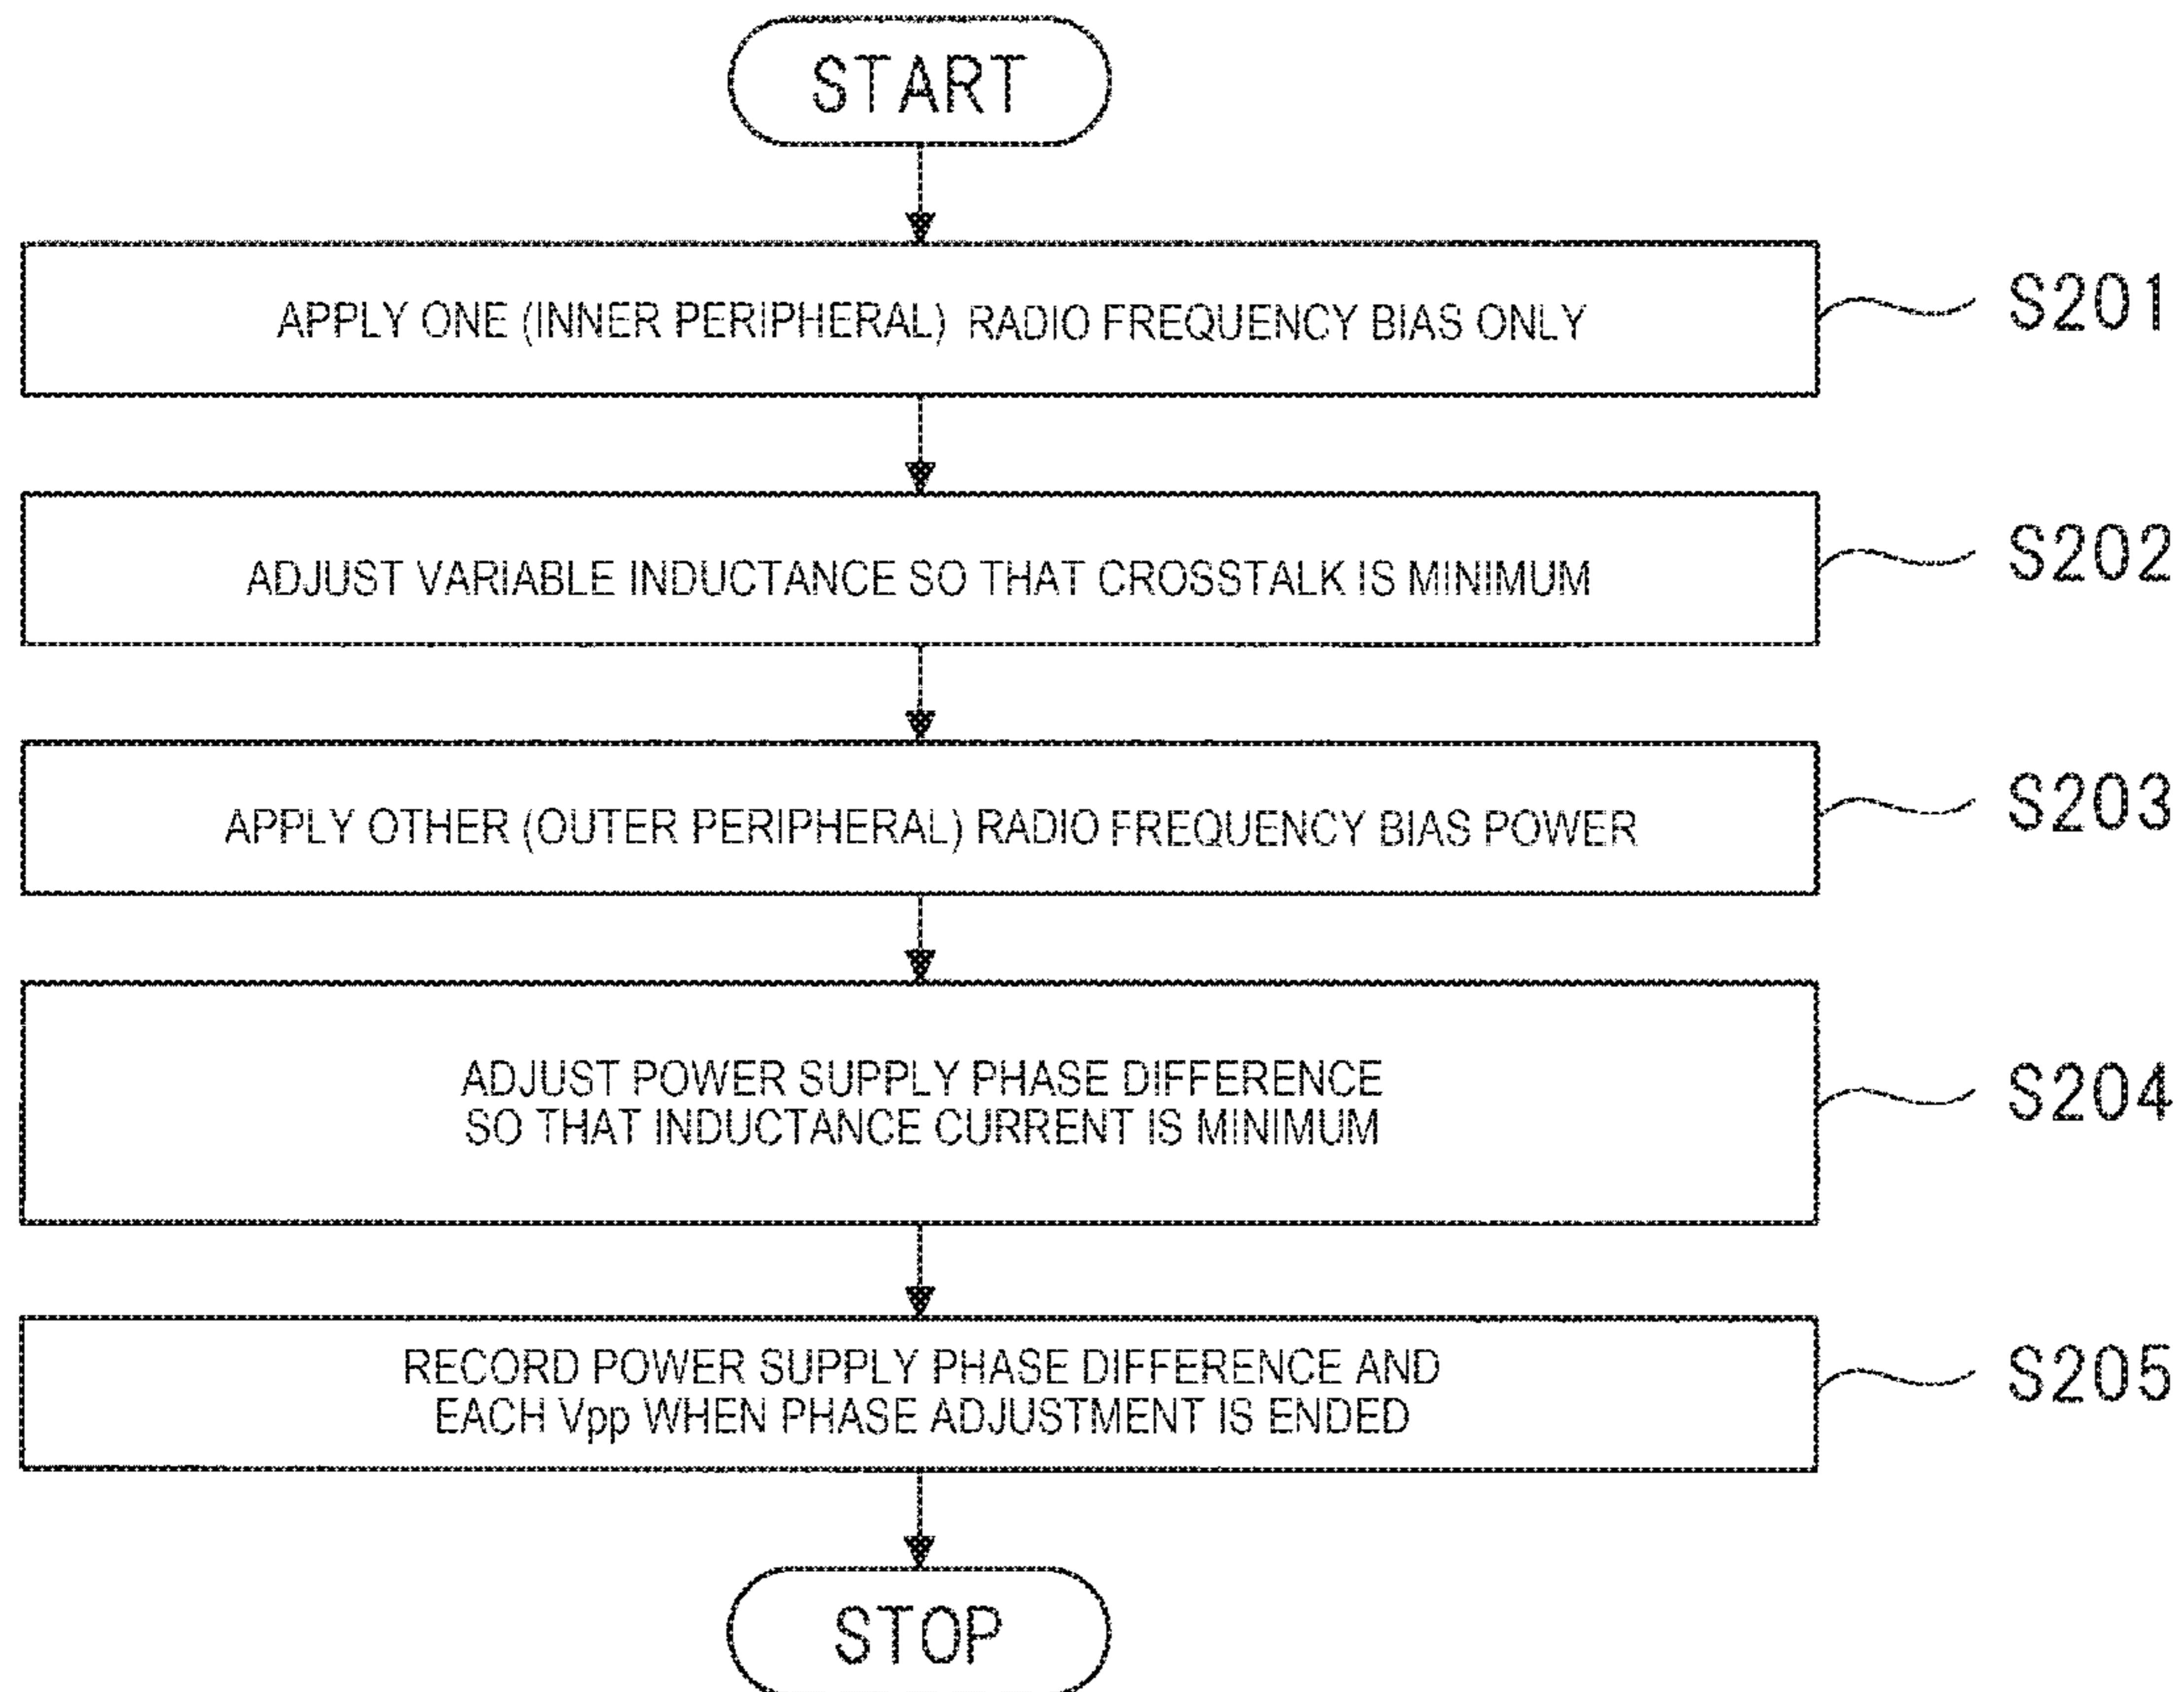 START
APPLY ONE (INNER PERIPHERAL) RADIO FREQUENCY BIAS ONLY
S201
ADJUST VARIABLE INDUCTANCE SO THAT CROSSTALK IS MINIMUM
S202
APPLY OTHER (OUTER PERIPHERAL) RADIO FREQUENCY BIAS POWER
S203
ADJUST POWER SUPPLY PHASE DIFFERENCE
SO THAT INDUCTANCE CURRENT IS MINIMUM
S204
RECORD POWER SUPPLY PHASE DIFFERENCE AND
EACH Vpp WHEN PHASE ADJUSTMENT IS ENDED
S205
STOP